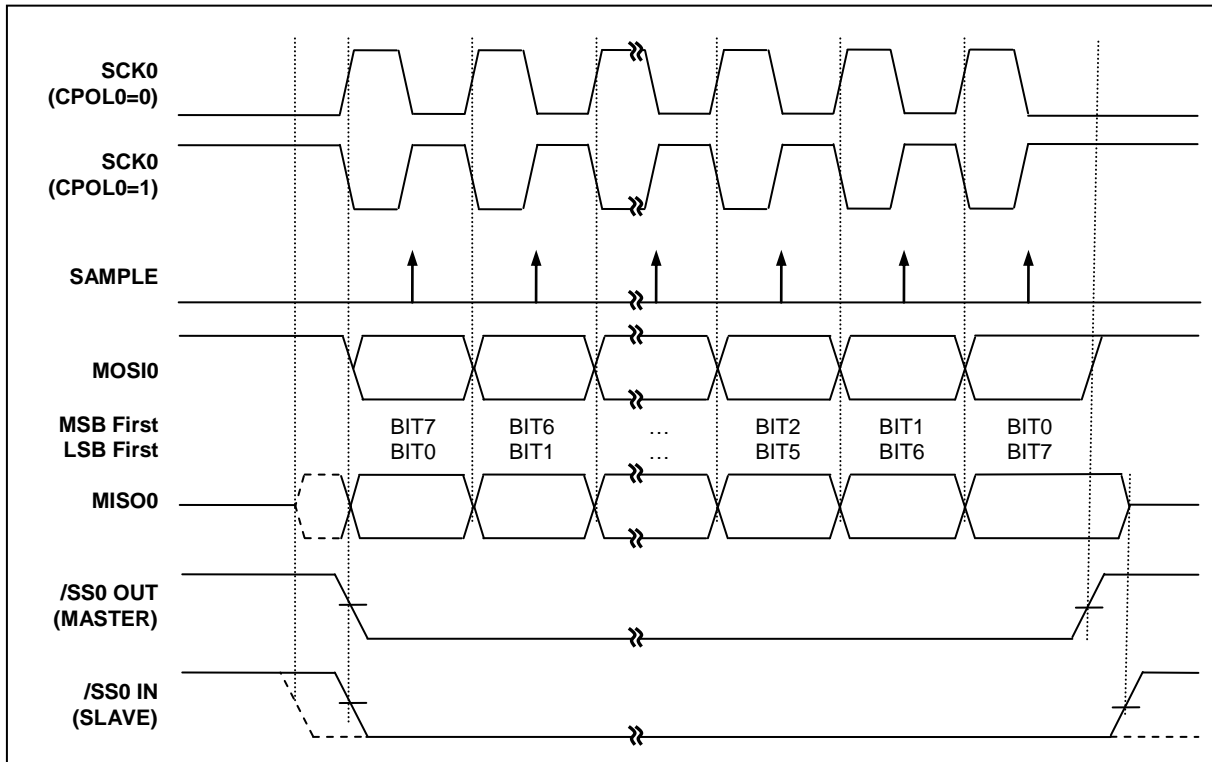 SCK0
(CPOL0=0)
SCK0
(CPOL0=1)
SAMPLE
MOSI0
MSB First BIT7 BIT6 … BIT2 BIT1 BIT0
LSB First BIT0 BIT1 … BIT5 BIT6 BIT7
MISO0
/SS0 OUT
(MASTER)
/SS0 IN
(SLAVE)